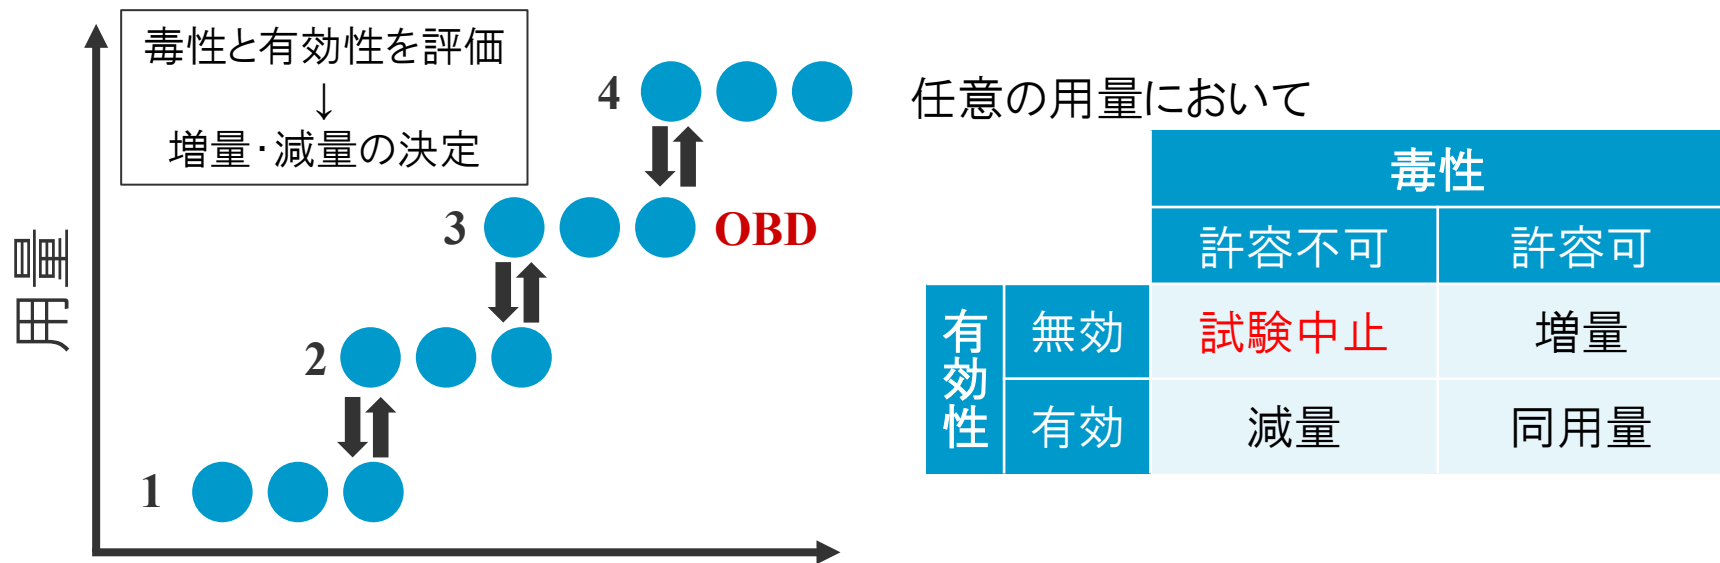 毒性と有効性を評価
↓
増量・減量の決定
用量
4
3
OBD
2
1
任意の用量において
毒性
許容不可 許容可
有効性
無効 試験中止 増量
有効 減量 同用量